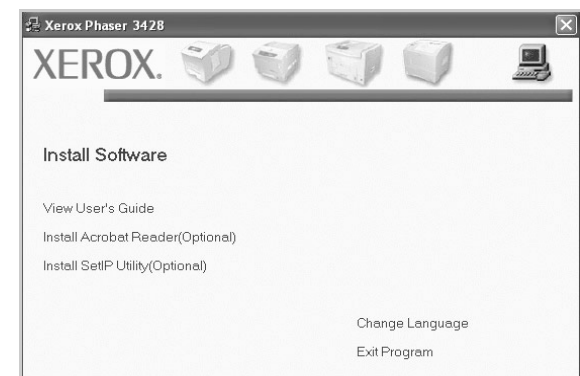 Xerox Phaser 3428
XEROX.
Install Software
View User's Guide
Install Acrobat Reader(Optional)
Install SetIP Utility(Optional)
Change Language
Exit Program